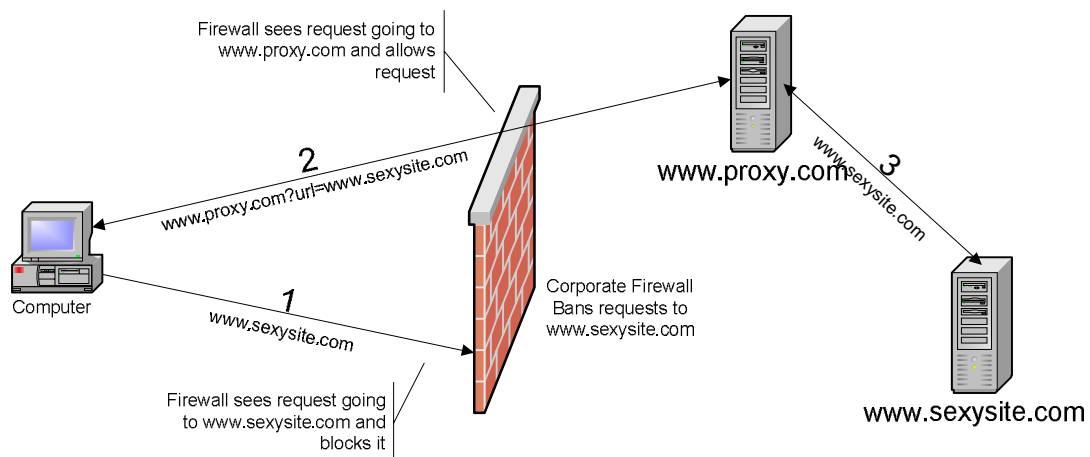 Firewall sees request going to
www.proxy.com and allows
request
2
www.proxy.com?url=www.sexysite.com
www.proxy.com
3
www.sexysite.com
Computer
1
www.sexysite.com
Corporate Firewall
Bans requests to
www.sexysite.com
Firewall sees request going
to www.sexysite.com and
blocks it
www.sexysite.com